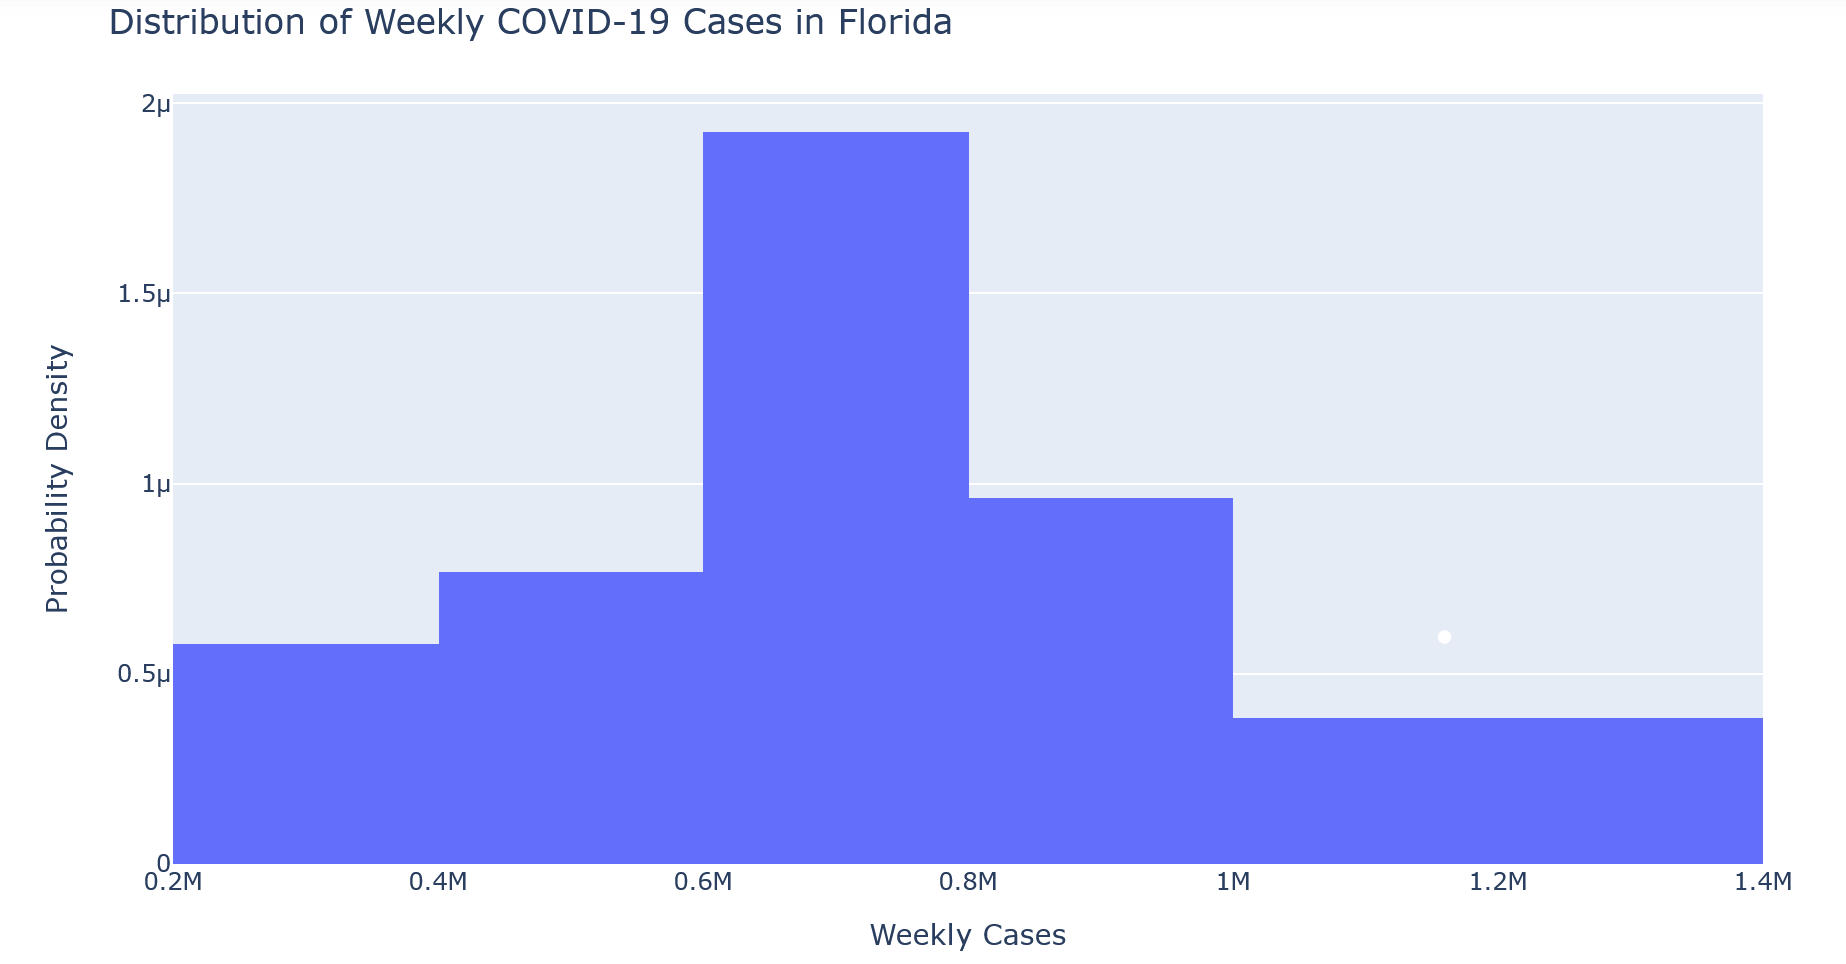 Distribution of Weekly COVID-19 Cases in Florida
2μ
1.5μ
1μ
0.5μ
0
Probability Density
0.2M 0.4M 0.6M 0.8M 1M 1.2M 1.4M
Weekly Cases